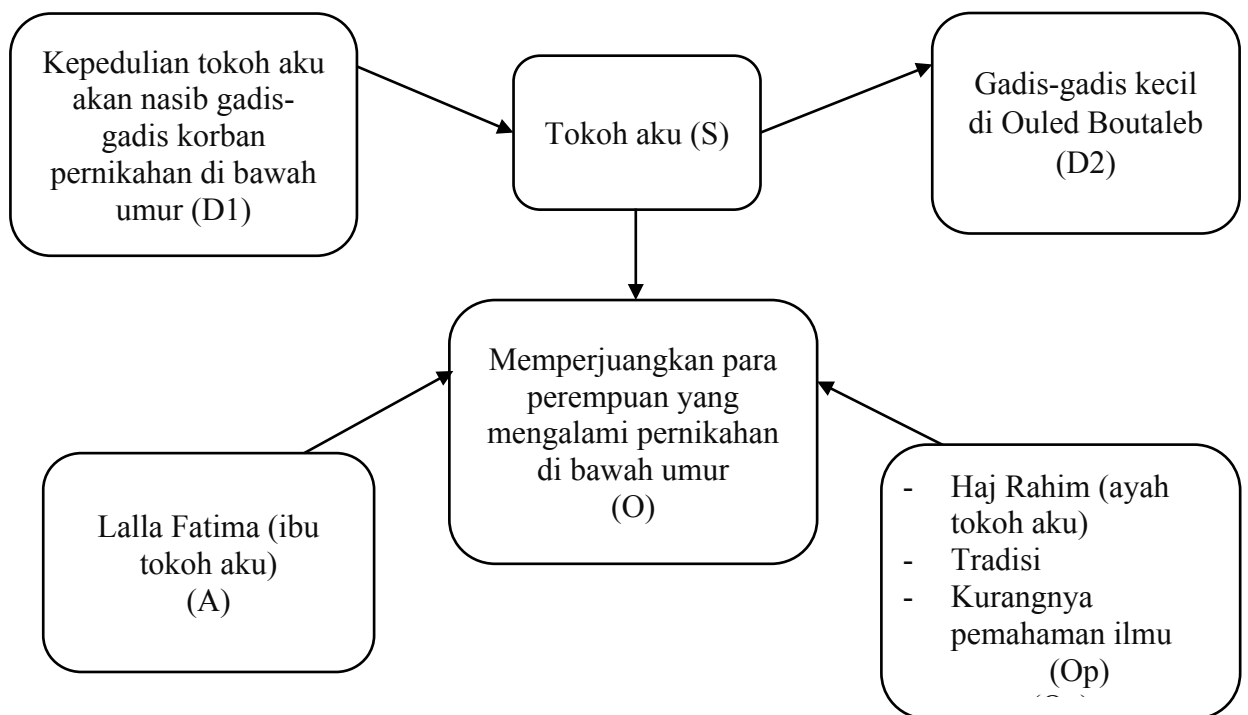 Kepedulian tokoh aku
akan nasib gadis-
gadis korban
pernikahan di bawah
umur (D1)
Tokoh aku (S)
Gadis-gadis kecil
di Ouled Boutaleb
(D2)
Memperjuangkan para
perempuan yang
mengalami pernikahan
di bawah umur
(O)
Lalla Fatima (ibu
tokoh aku)
(A)
- Haj Rahim (ayah
tokoh aku)
- Tradisi
- Kurangnya
pemahaman ilmu
(Op)